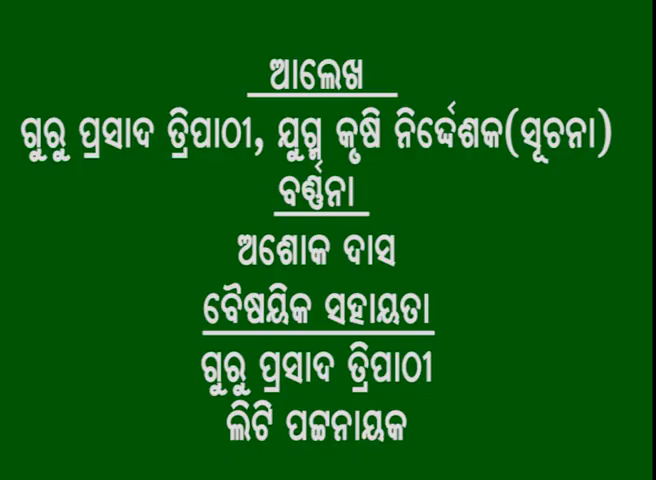 ଆଲେଖ
ଗୁରୁ ପ୍ରସାଦ ତ୍ରିପାଠୀ, ଯୁଗ୍ମ କୃଷି ନିର୍ଦ୍ଦେଶକ(ସୂଚନା)
ବର୍ଣ୍ଣନା
ଅଶୋକ ଦାସ
ବୈଷୟିକ ସହାୟତା
ଗୁରୁ ପ୍ରସାଦ ତ୍ରିପାଠୀ
ଲିଟି ପଟ୍ଟନାୟକ